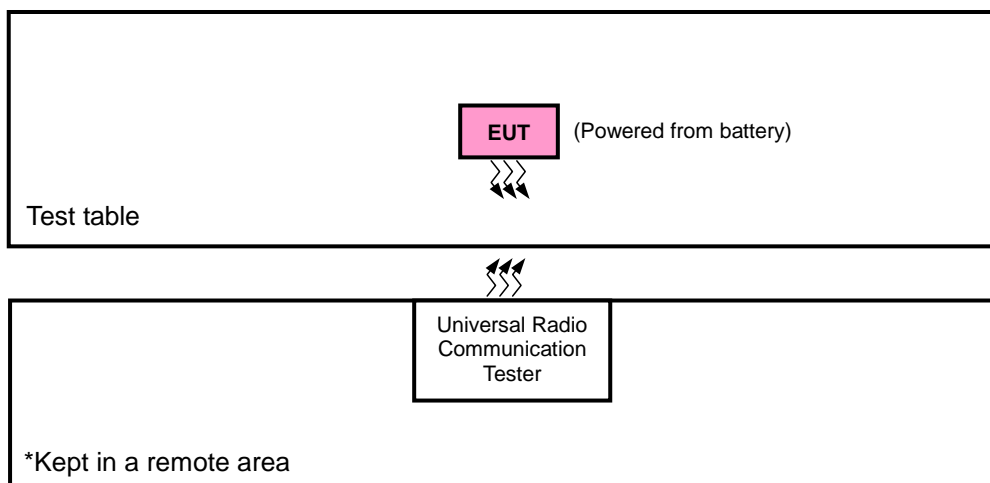 EUT
(Powered from battery)
Test table
Universal Radio
Communication
Tester
*Kept in a remote area